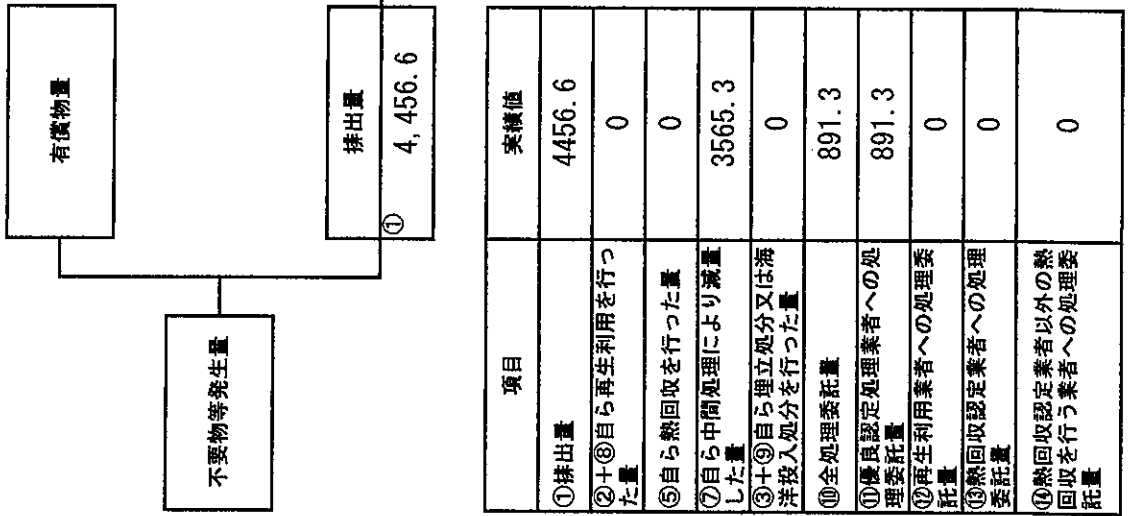 不要物等発生量
有償物量
排出量
①
4,456.6
項目
実績値
①排出量
4456.6
②+⑧自ら再生利用を行っ
た量
0
⑤自ら熱回収を行った量
0
⑦自ら中間処理により減量
した量
3565.3
③+⑨自ら埋立処分又は海
洋投入処分を行った量
0
⑩全処理委託量
891.3
⑪優良認定処理業者への処
理委託量
891.3
⑫再生利用業者への処理委
託量
0
⑬熱回収認定業者への処理
委託量
0
⑭熱回収認定業者以外の熱
回収を行う業者への処理委
託量
0